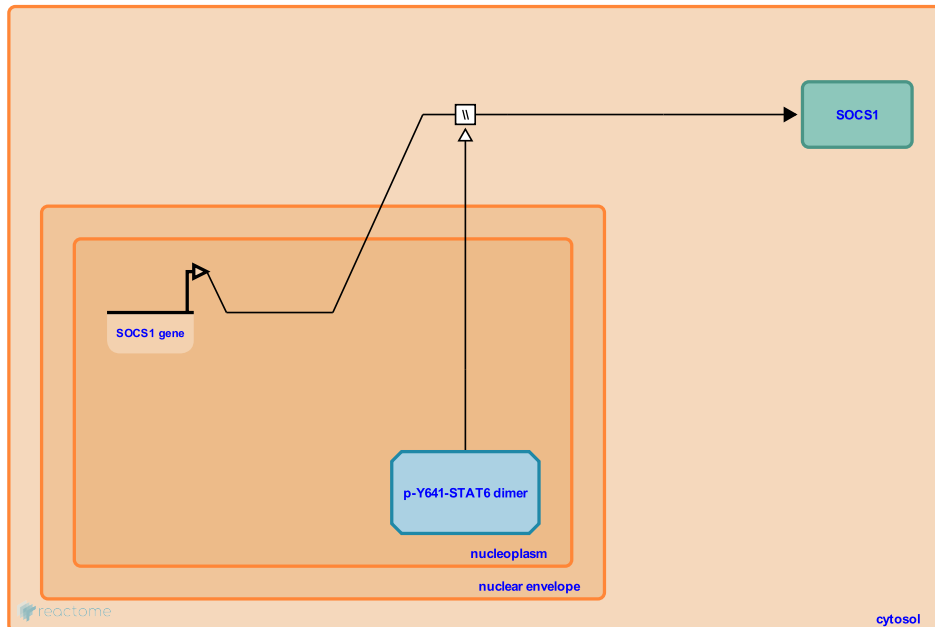 \\
SOCS1
SOCS1 gene
p-Y641-STAT6 dimer
nucleoplasm
nuclear envelope
reactome
cytosol